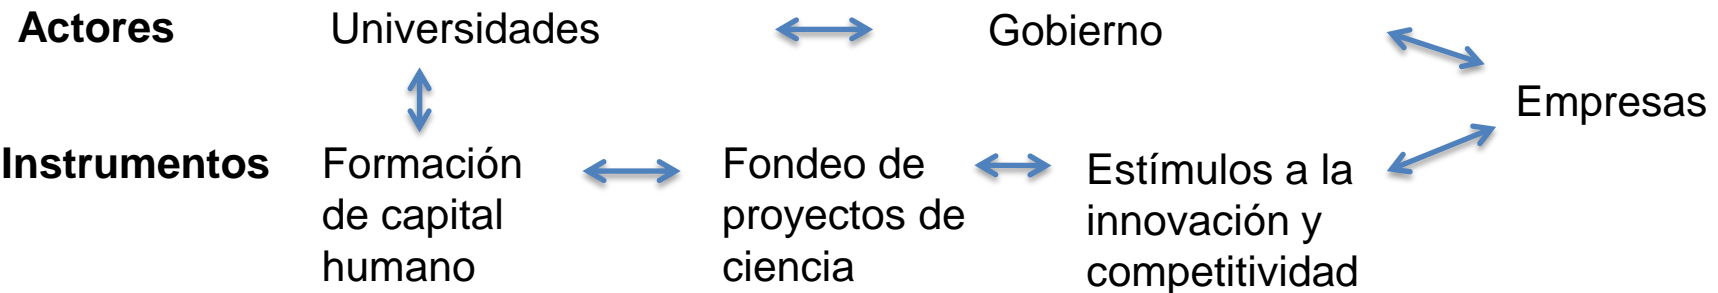 Actores
Universidades
Gobierno
Empresas
Instrumentos
Formación
de capital
humano
Fondeo de
proyectos de
ciencia
Estímulos a la
innovación y
competitividad